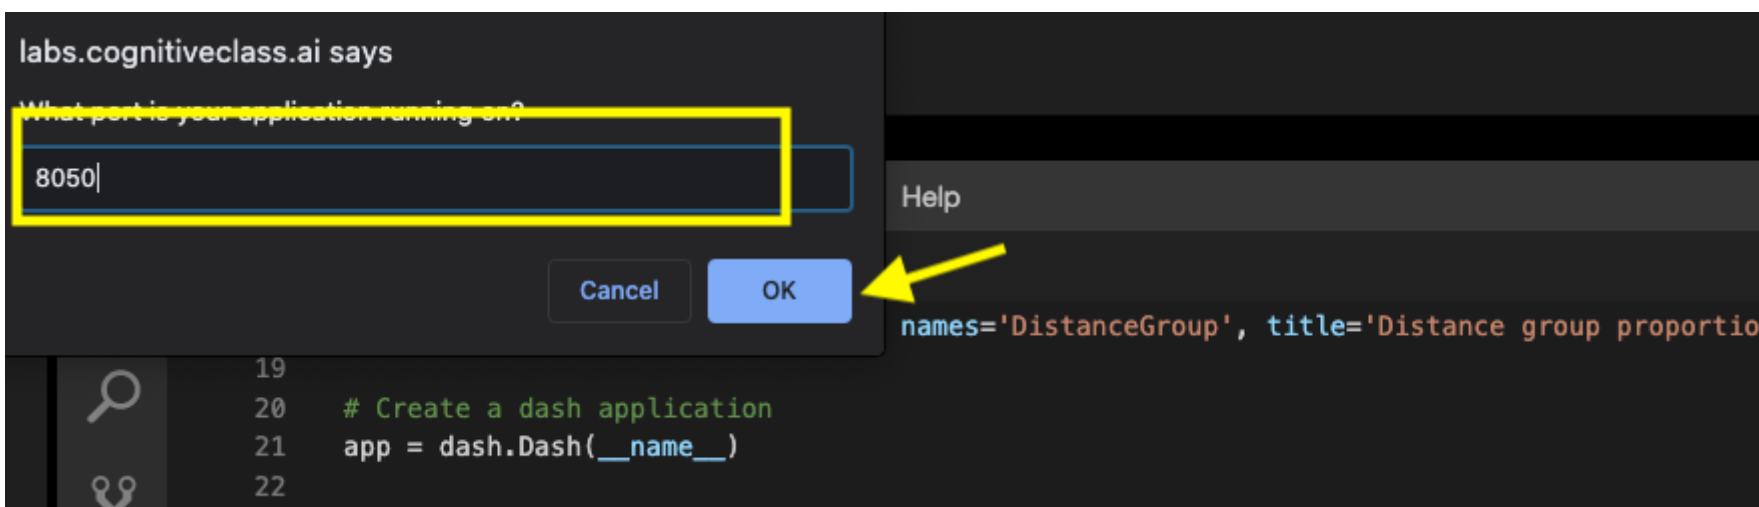 labs.cognitiveclass.ai says
What port is your application running on?
8050
Help
Cancel
OK
names='DistanceGroup', title='Distance group proportio
19
20 # Create a dash application
21 app = dash.Dash(__name__)
22